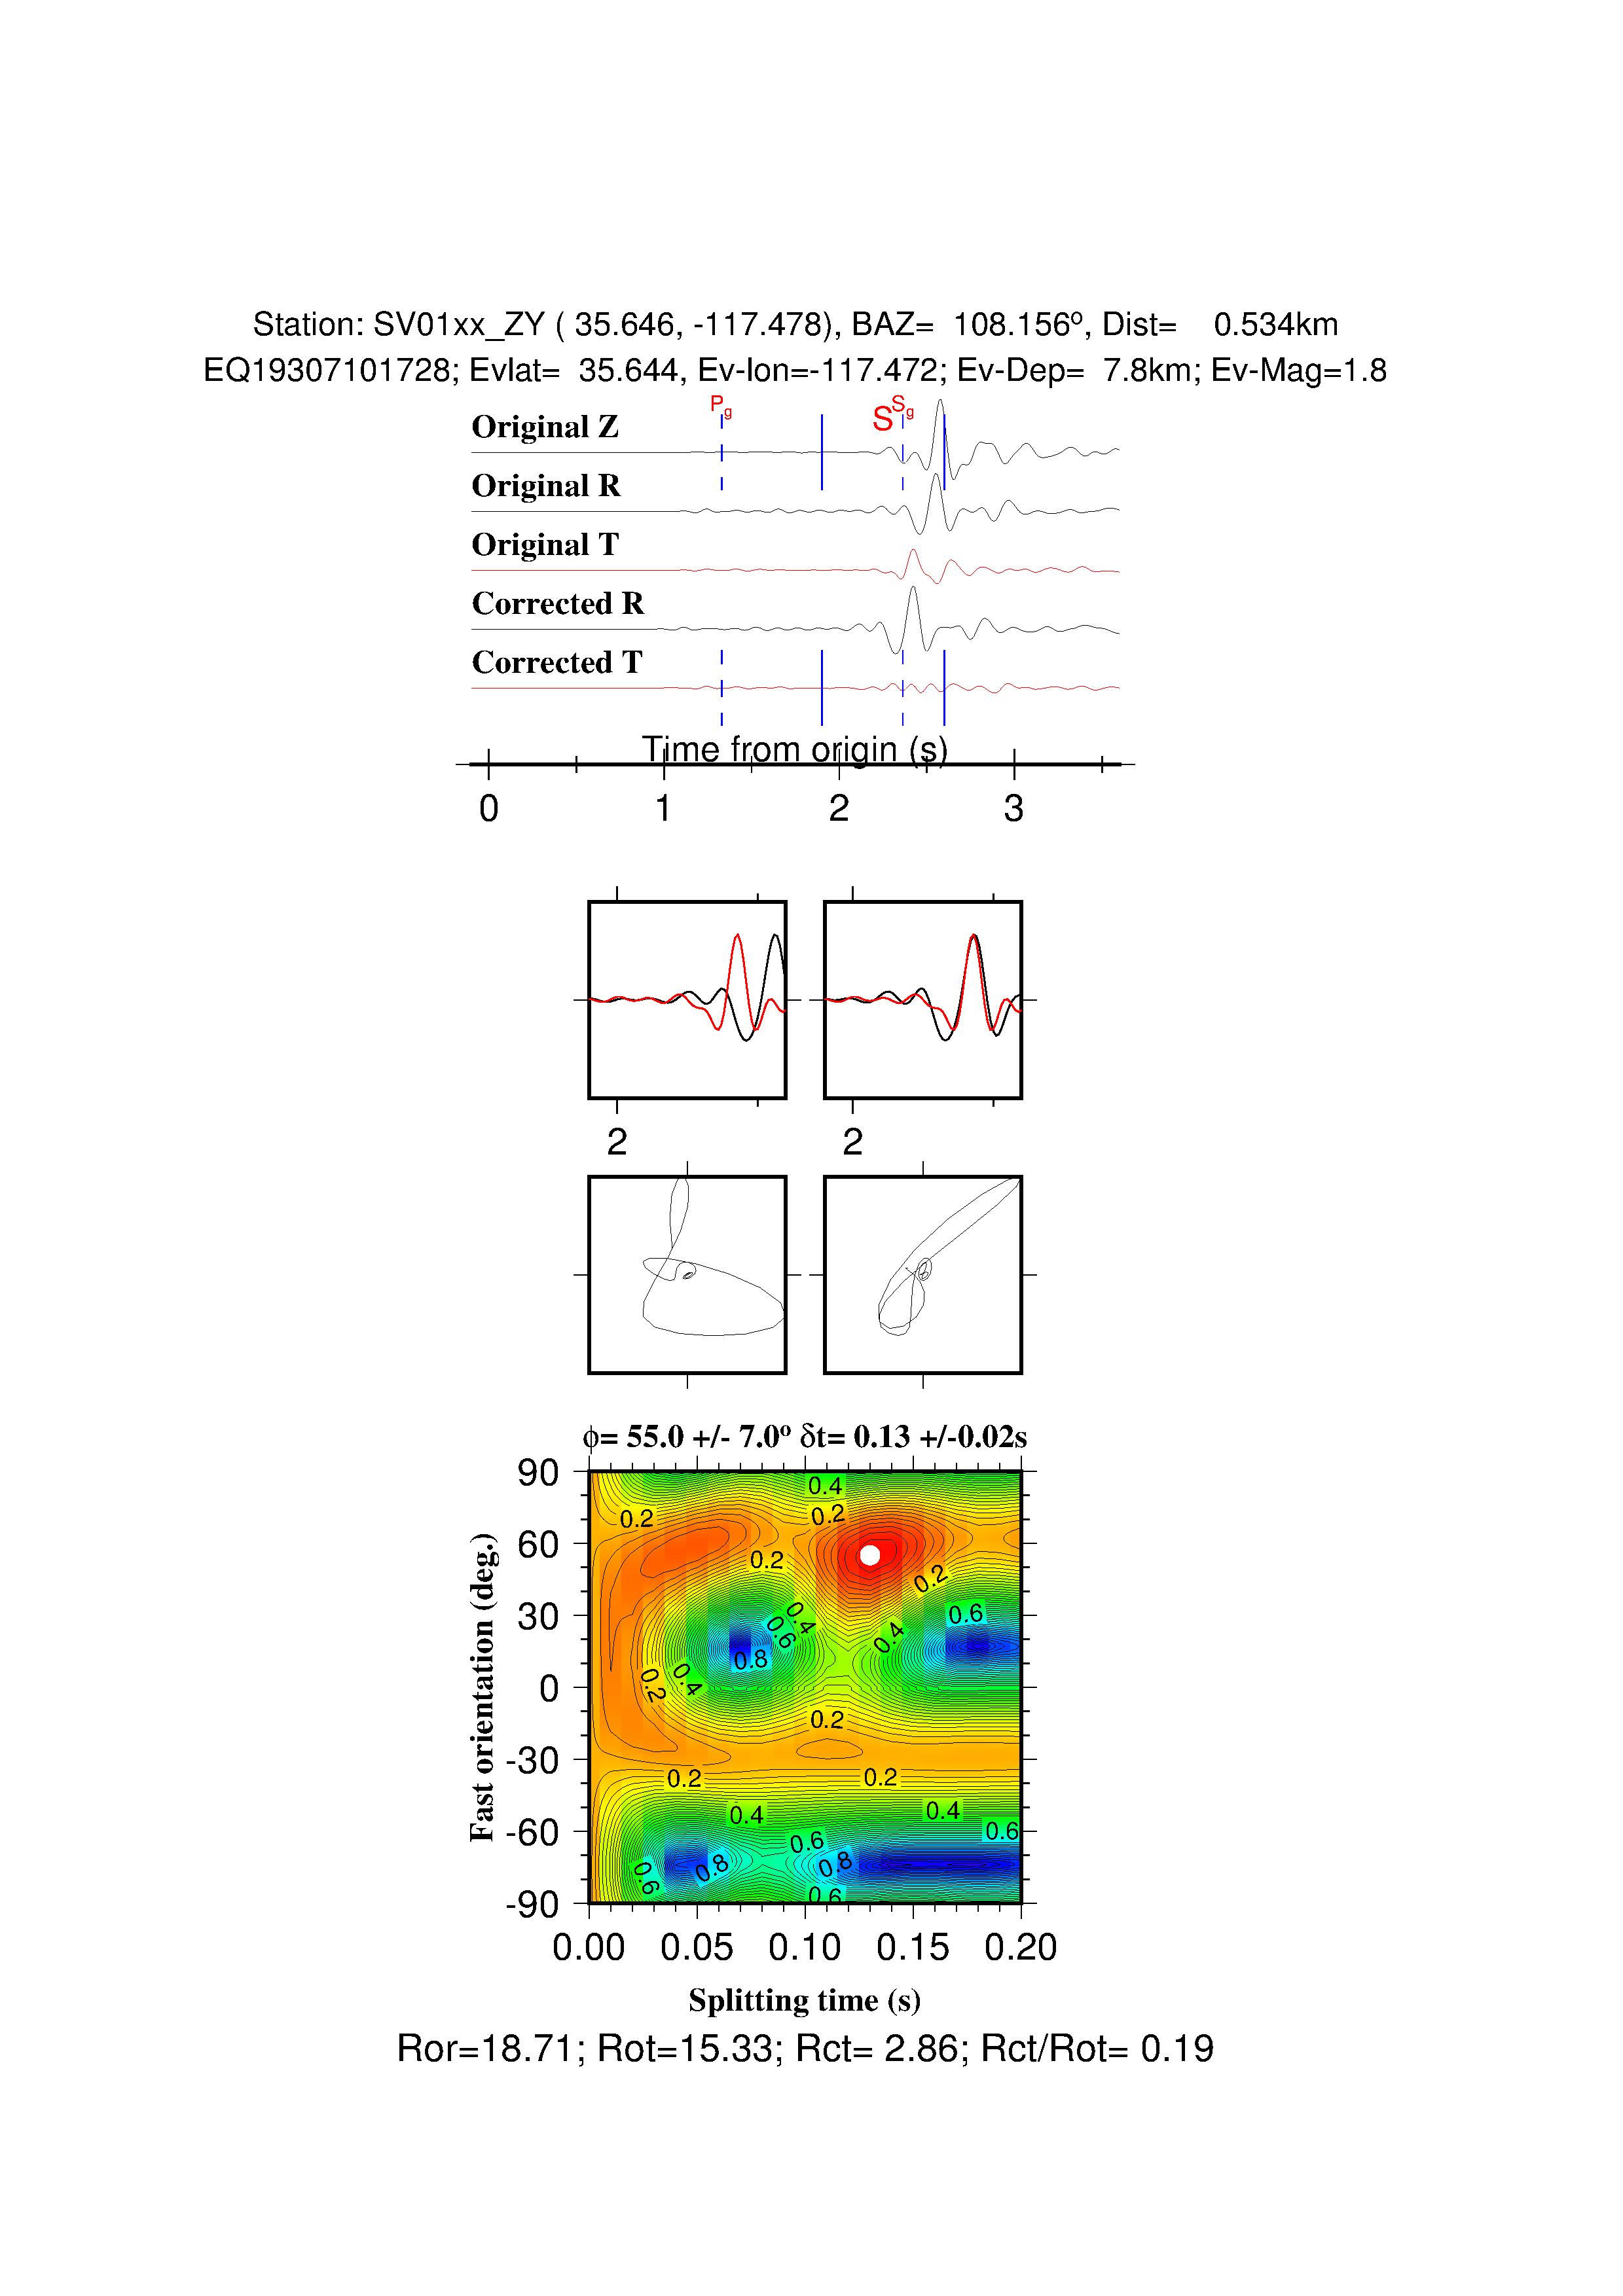 Station: SV01xx_ZY ( 35.646, -117.478), BAZ= 108.156º, Dist= 0.534km
EQ19307101728; Evlat= 35.644, Ev-lon=-117.472; Ev-Dep= 7.8km; Ev-Mag=1.8
Pg
S Sg
Original Z
Original R
Original T
Corrected R
Corrected T
Time from origin (s)
0 1 2 3
2 2
ϕ= 55.0 +/- 7.0º δt= 0.13 +/-0.02s
Fast orientation (deg.)
90
60
30
0
-30
-60
-90
0.4
0.2 0.2
0.2 0.2
0.4 0.6
0.6 0.4
0.8
0.2 0.4
0.2
0.2 0.2
0.4 0.4
0.6 0.6
0.6 0.8 0.8
0.6
0.00 0.05 0.10 0.15 0.20
Splitting time (s)
Ror=18.71; Rot=15.33; Rct= 2.86; Rct/Rot= 0.19